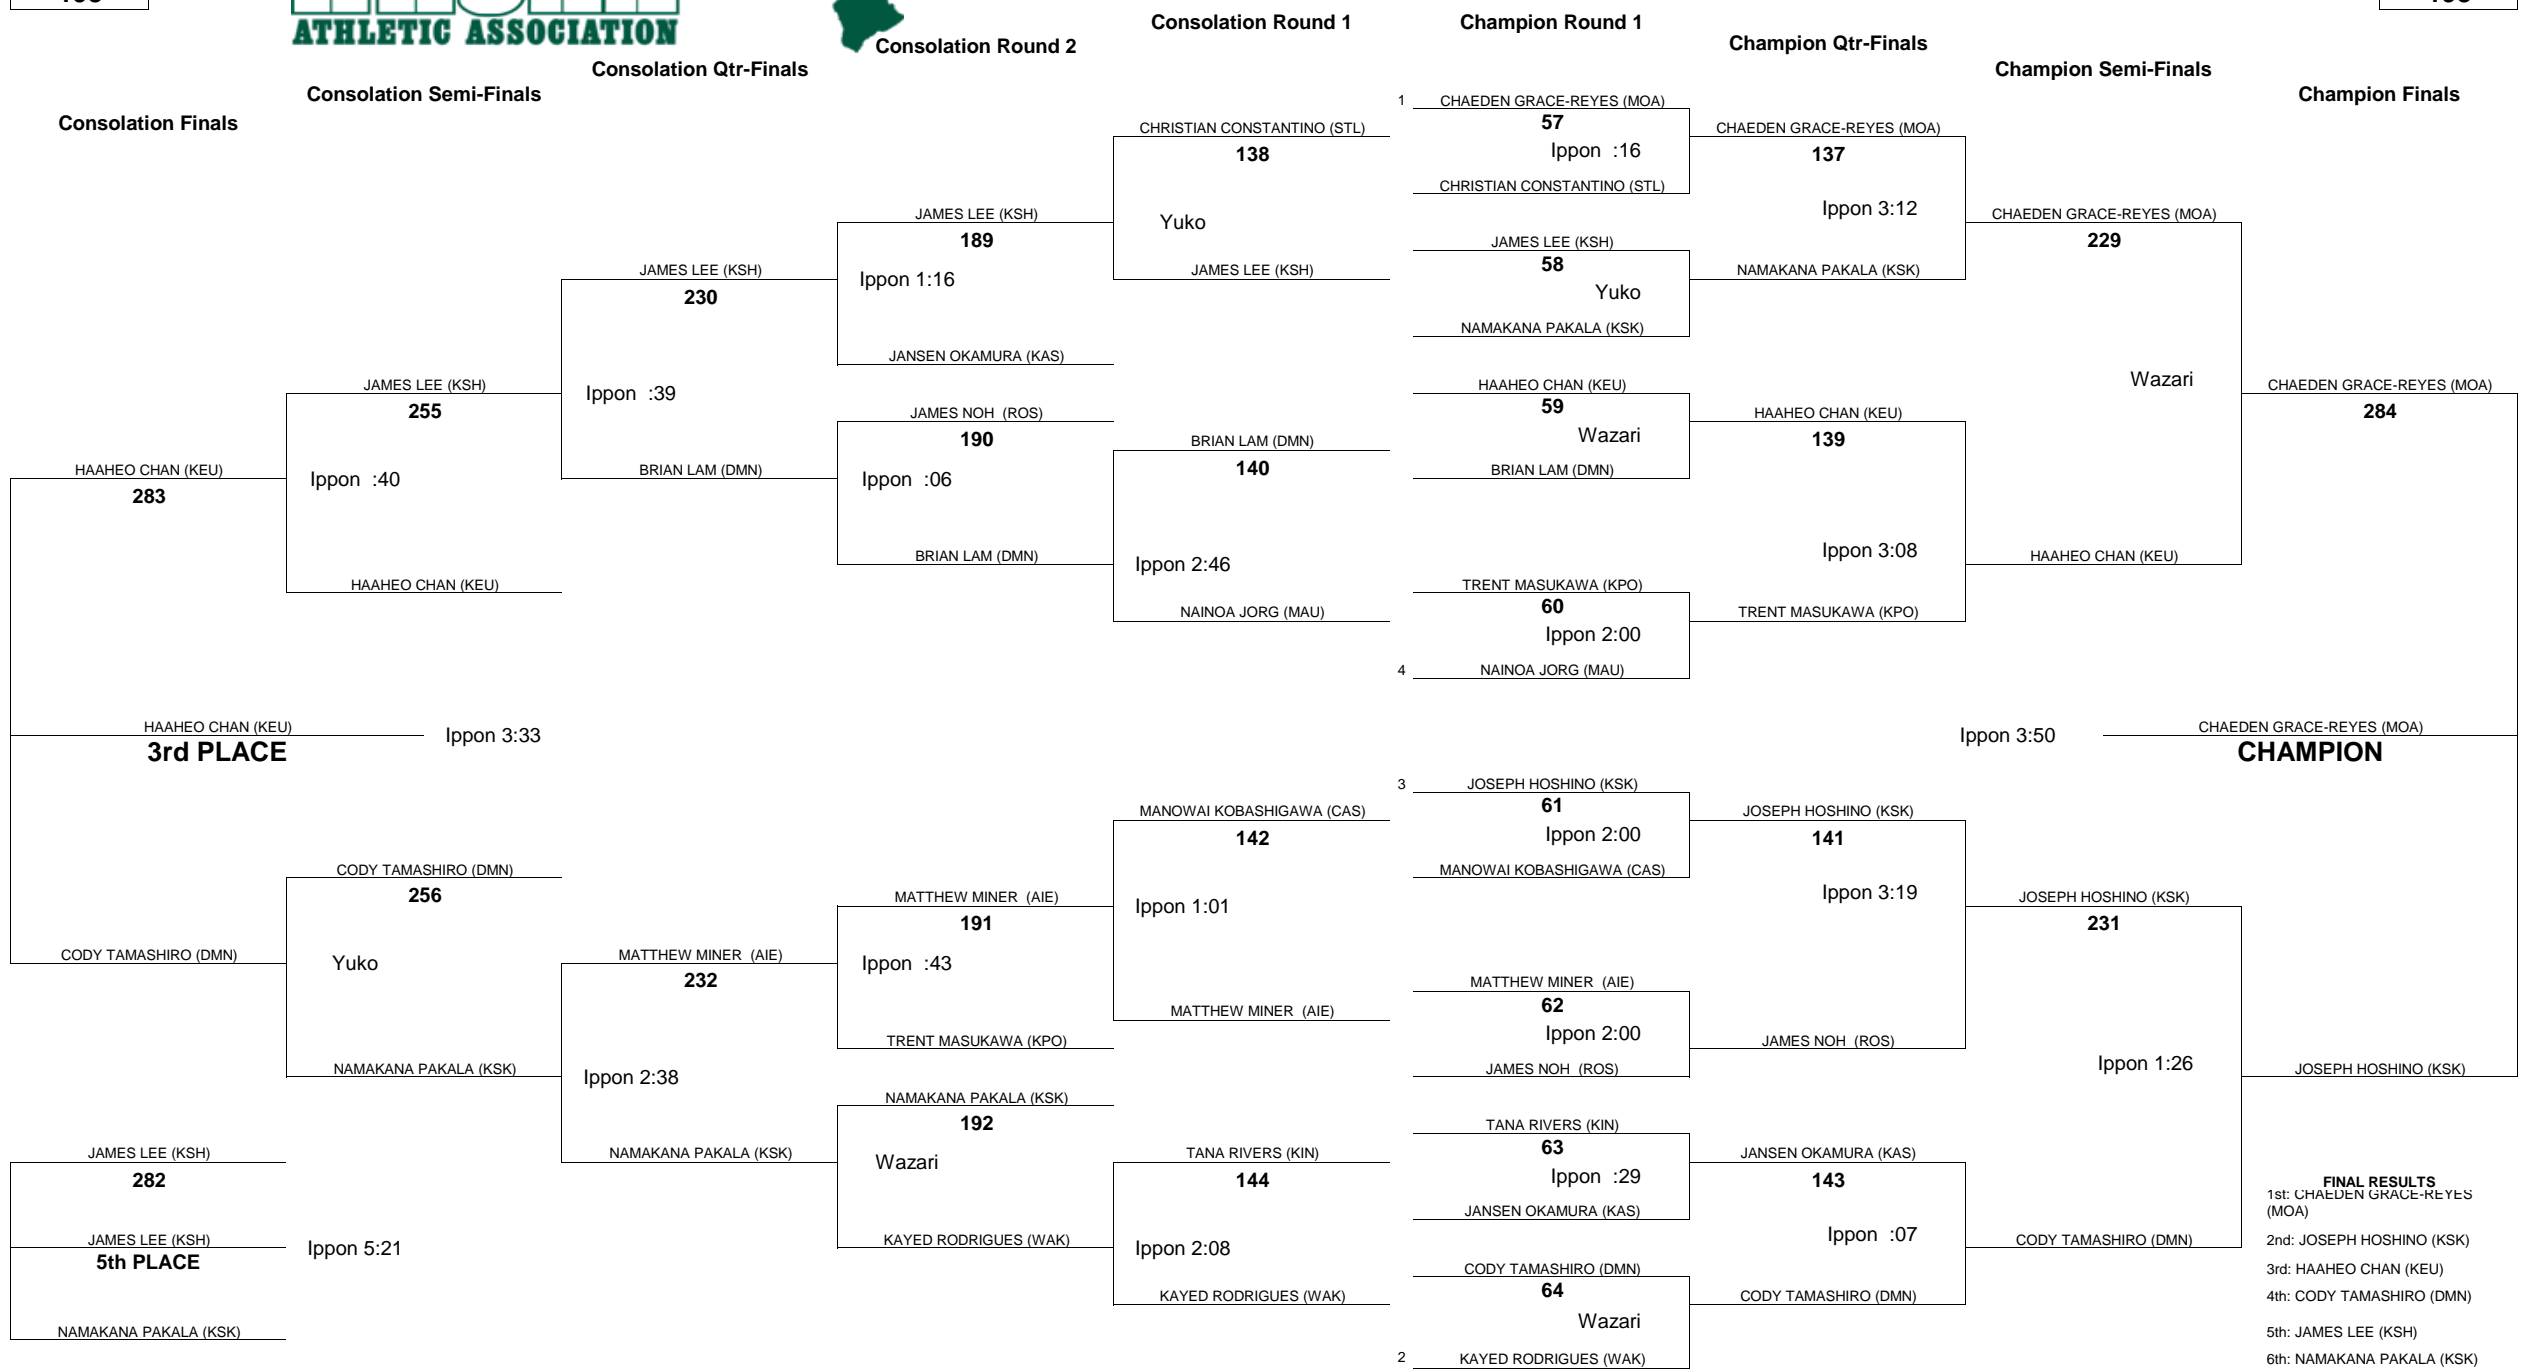 ATHLETIC ASSOCIATION
Consolation Finals
Consolation Semi-Finals
Consolation Qtr-Finals
Consolation Round 2
Consolation Round 1
Champion Round 1
Champion Qtr-Finals
Champion Semi-Finals
Champion Finals
HAAHEO CHAN (KEU)
283
HAAHEO CHAN (KEU)
3rd PLACE
Ippon 3:33
CODY TAMASHIRO (DMN)
JAMES LEE (KSH)
282
JAMES LEE (KSH)
5th PLACE
Ippon 5:21
NAMAKANA PAKALA (KSK)
JAMES LEE (KSH)
255
Ippon :40
HAAHEO CHAN (KEU)
CODY TAMASHIRO (DMN)
256
Yuko
NAMAKANA PAKALA (KSK)
JAMES LEE (KSH)
230
Ippon :39
BRIAN LAM (DMN)
MATTHEW MINER (AIE)
232
Ippon 2:38
NAMAKANA PAKALA (KSK)
JAMES LEE (KSH)
189
Ippon 1:16
JANSEN OKAMURA (KAS)
JAMES NOH (ROS)
190
Ippon :06
BRIAN LAM (DMN)
MATTHEW MINER (AIE)
191
Ippon :43
TRENT MASUKAWA (KPO)
NAMAKANA PAKALA (KSK)
192
Wazari
KAYED RODRIGUES (WAK)
CHRISTIAN CONSTANTINO (STL)
138
Yuko
JAMES LEE (KSH)
BRIAN LAM (DMN)
140
Ippon 2:46
NAINOA JORG (MAU)
MANOWAI KOBASHIGAWA (CAS)
142
Ippon 1:01
MATTHEW MINER (AIE)
TANA RIVERS (KIN)
144
Ippon 2:08
KAYED RODRIGUES (WAK)
1 CHAEDEN GRACE-REYES (MOA)
57
Ippon :16
CHRISTIAN CONSTANTINO (STL)
JAMES LEE (KSH)
58
Yuko
NAMAKANA PAKALA (KSK)
HAAHEO CHAN (KEU)
59
Wazari
BRIAN LAM (DMN)
TRENT MASUKAWA (KPO)
60
Ippon 2:00
4 NAINOA JORG (MAU)
3 JOSEPH HOSHINO (KSK)
61
Ippon 2:00
MANOWAI KOBASHIGAWA (CAS)
MATTHEW MINER (AIE)
62
Ippon 2:00
JAMES NOH (ROS)
TANA RIVERS (KIN)
63
Ippon :29
JANSEN OKAMURA (KAS)
CODY TAMASHIRO (DMN)
64
Wazari
2 KAYED RODRIGUES (WAK)
CHAEDEN GRACE-REYES (MOA)
137
Ippon 3:12
NAMAKANA PAKALA (KSK)
HAAHEO CHAN (KEU)
139
Ippon 3:08
TRENT MASUKAWA (KPO)
JOSEPH HOSHINO (KSK)
141
Ippon 3:19
JAMES NOH (ROS)
JANSEN OKAMURA (KAS)
143
Ippon :07
CODY TAMASHIRO (DMN)
CHAEDEN GRACE-REYES (MOA)
229
Wazari
HAAHEO CHAN (KEU)
JOSEPH HOSHINO (KSK)
231
Ippon 1:26
CODY TAMASHIRO (DMN)
CHAEDEN GRACE-REYES (MOA)
284
Ippon 3:50
CHAEDEN GRACE-REYES (MOA)
CHAMPION
JOSEPH HOSHINO (KSK)
FINAL RESULTS
1st: CHAEDEN GRACE-REYES
(MOA)
2nd: JOSEPH HOSHINO (KSK)
3rd: HAAHEO CHAN (KEU)
4th: CODY TAMASHIRO (DMN)
5th: JAMES LEE (KSH)
6th: NAMAKANA PAKALA (KSK)